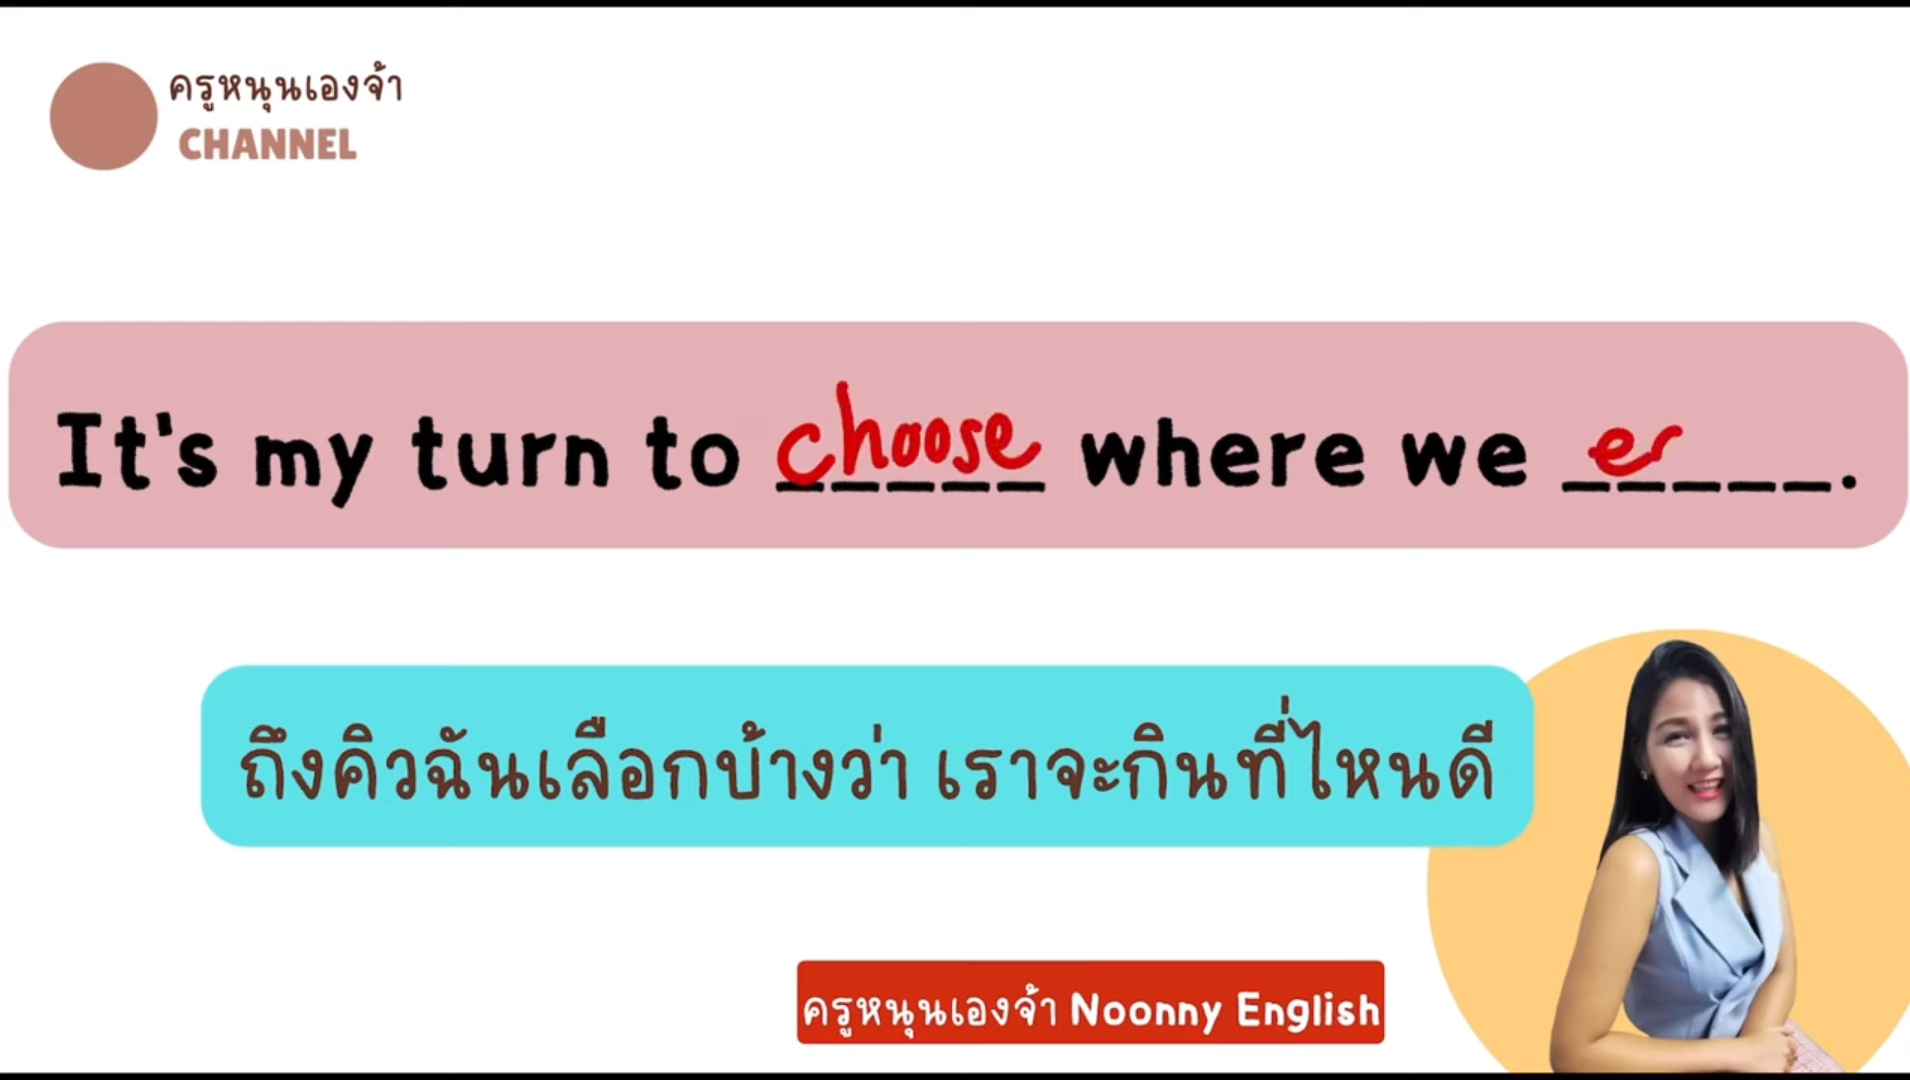 ครูหนุนเองจ้า
CHANNEL
It's my turn to choose where we e_____.
ถึงคิวฉันเลือกบ้างว่า เราจะกินที่ไหนดี
ครูหนุนเองจ้า Noonny English